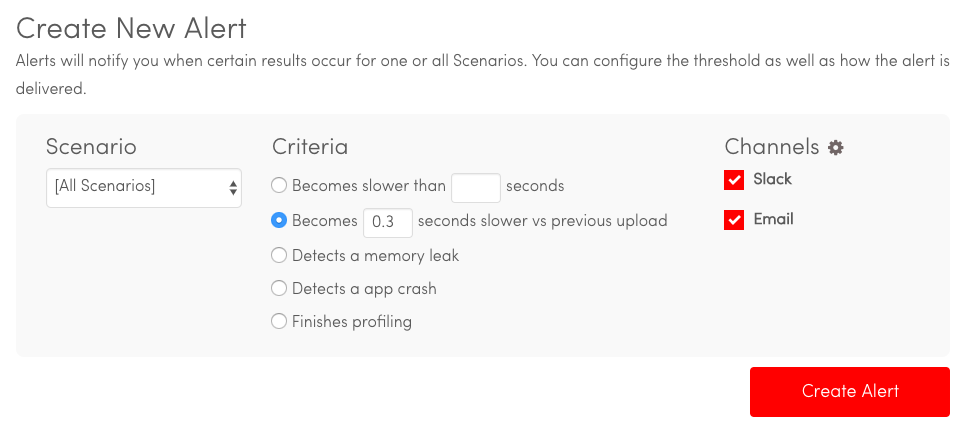 Create New Alert
Alerts will notify you when certain results occur for one or all Scenarios. You can configure the threshold as well as how the alert is
delivered.
Scenario
[All Scenarios]
Criteria
Becomes slower than seconds
Becomes 0.3 seconds slower vs previous upload
Detects a memory leak
Detects a app crash
Finishes profiling
Channels
Slack
Email
Create Alert